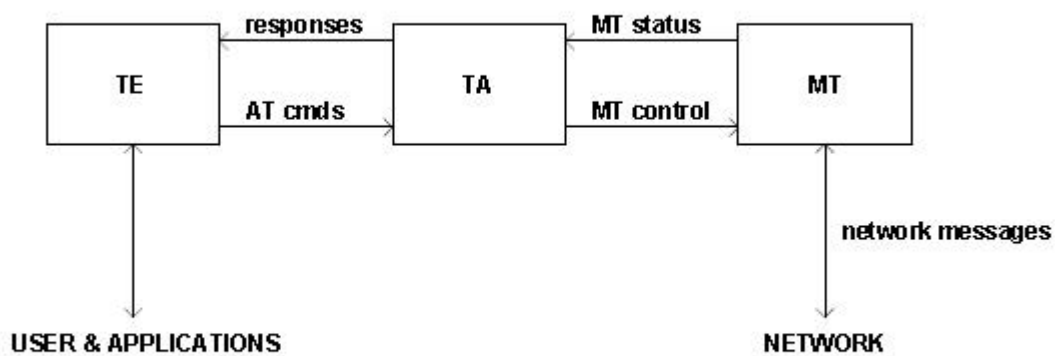 responses
MT status
TE
TA
MT
AT cmds
MT control
network messages
USER & APPLICATIONS
NETWORK